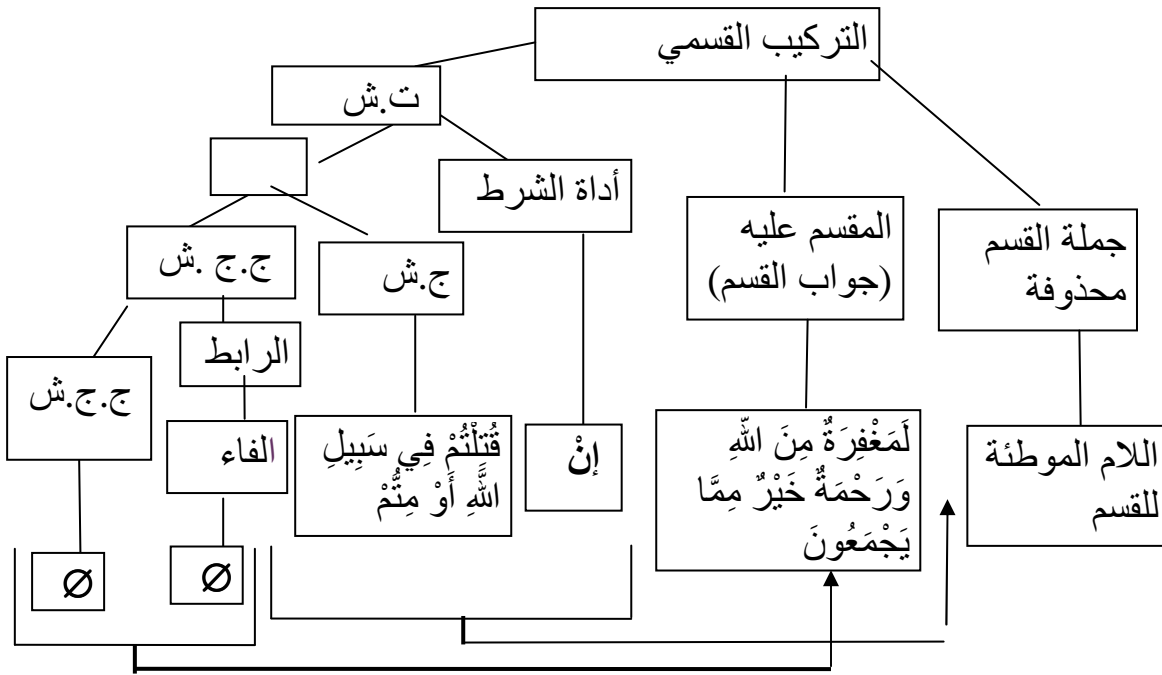 التركيب القسمي
ت.ش
أداة الشرط
المقسم عليه
(جواب القسم)
جملة القسم
محذوفة
ج.ج .ش
ج.ش
الرابط
ج.ج.ش
الفاء
قُتِلْتُمْ فِي سَبِيلِ
اللَّهِ أَوْ مِتُّمْ
إنْ
لَمَغْفِرَةٌ مِنَ اللهِ
وَرَحْمَةٌ خَيْرٌ مِمَّا
يَجْمَعُونَ
اللام الموطئة
للقسم
∅
∅